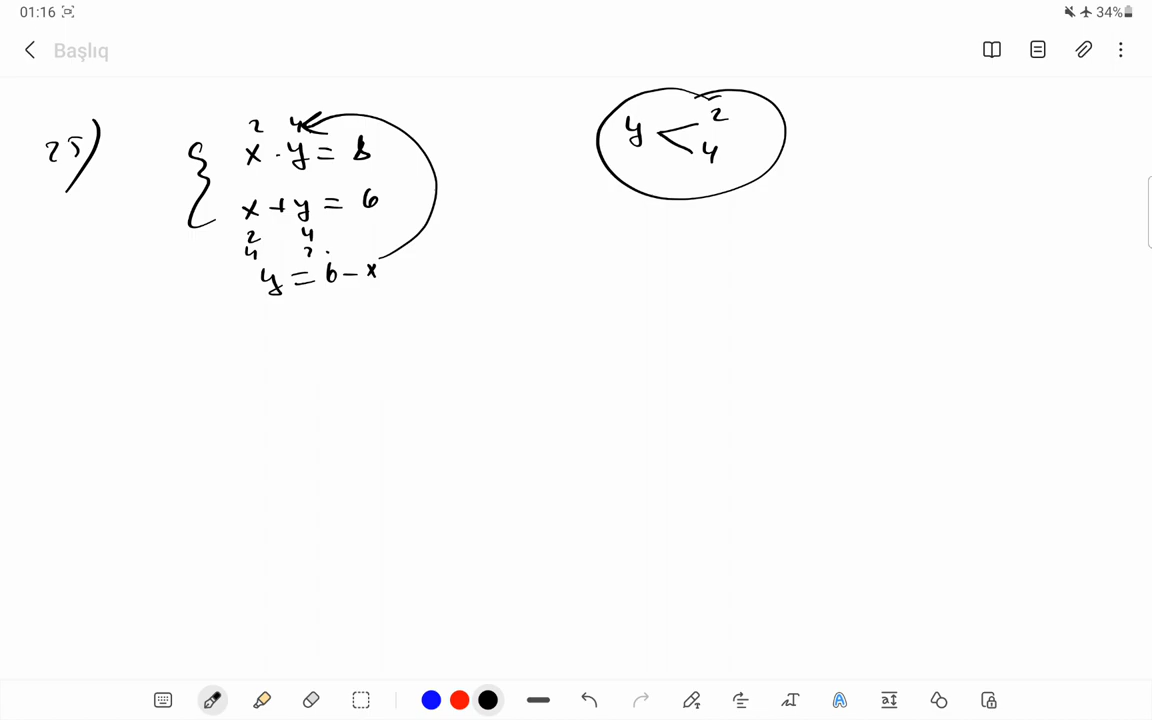 01:16 34%
Başlıq
25)
2 4
x · y = 8
x + y = 6
2 4
4 2
y = 6 - x
y < 2
4